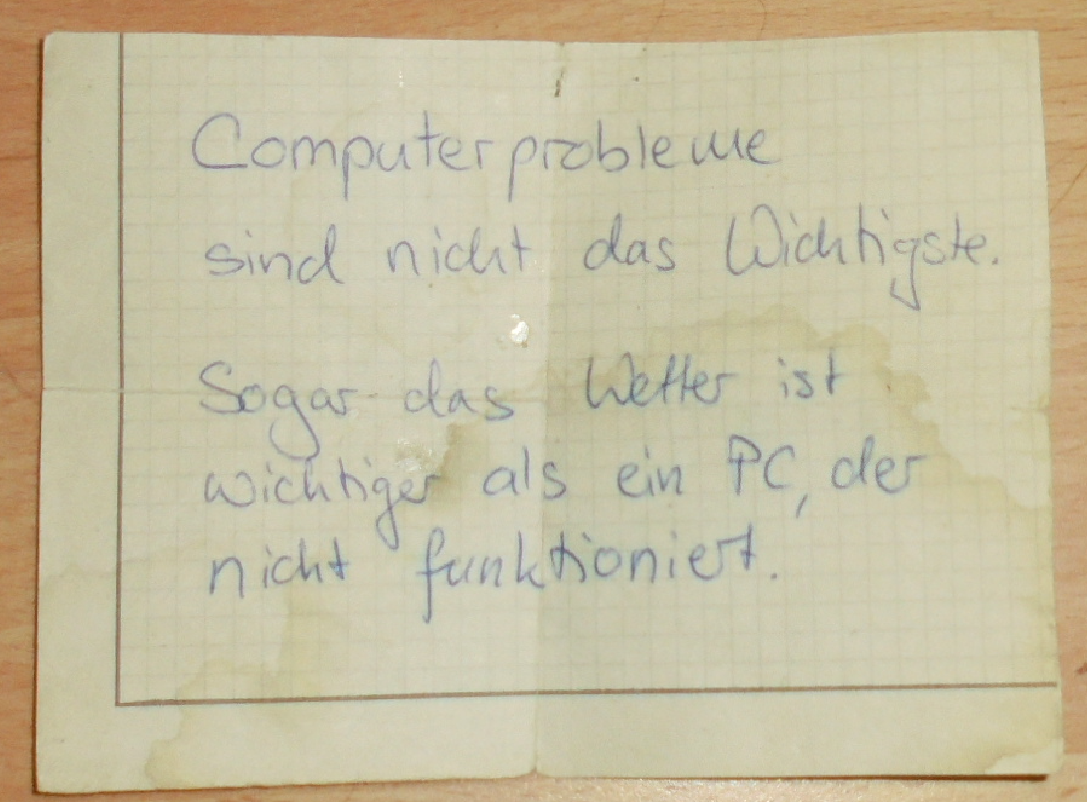 Computerprobleme
sind nicht das Wichtigste.
Sogar das Wetter ist
wichtiger als ein PC, der
nicht funktioniert.